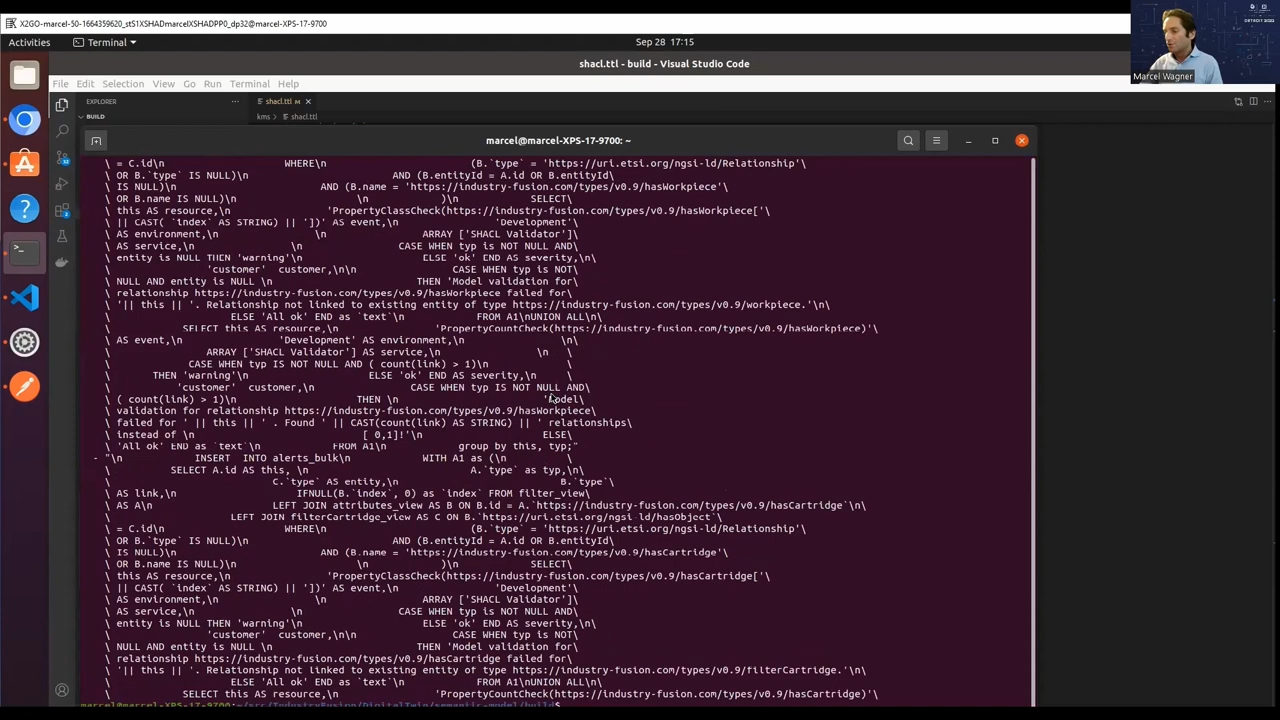 X2GO-marcel-50-1664359620_stS1XSHADmarcelXSHADPP0_dp32@marcel-XPS-17-9700
Activities Terminal Sep 28 17:15
shacl.ttl - build - Visual Studio Code
Marcel Wagner
File Edit Selection View Go Run Terminal Help
EXPLORER ··· shacl.ttl M
BUILD kms > shacl.ttl
marcel@marcel-XPS-17-9700: ~
\ = C.id\n WHERE\n (B.`type` = 'https://uri.etsi.org/ngsi-ld/Relationship'\
\ OR B.`type` IS NULL)\n AND (B.entityId = A.id OR B.entityId\
\ IS NULL)\n AND (B.name = 'https://industry-fusion.com/types/v0.9/hasWorkpiece'\
\ OR B.name IS NULL)\n \n )\n SELECT\
\ this AS resource,\n 'PropertyClassCheck(https://industry-fusion.com/types/v0.9/hasWorkpiece['\
\ || CAST( `index` AS STRING) || '])' AS event,\n 'Development'\
\ AS environment,\n \n ARRAY ['SHACL Validator']\
\ AS service,\n \n CASE WHEN typ is NOT NULL AND\
\ entity is NULL THEN 'warning'\n ELSE 'ok' END AS severity,\n\
\ 'customer' customer,\n\n CASE WHEN typ is NOT\
\ NULL AND entity is NULL \n THEN 'Model validation for\
\ relationship https://industry-fusion.com/types/v0.9/hasWorkpiece failed for\
\ '|| this || '. Relationship not linked to existing entity of type https://industry-fusion.com/types/v0.9/workpiece.'\n\
\ ELSE 'All ok' END as `text`\n FROM A1\nUNION ALL\n\
\ SELECT this AS resource,\n 'PropertyCountCheck(https://industry-fusion.com/types/v0.9/hasWorkpiece)'\
\ AS event,\n 'Development' AS environment,\n \n\
\ ARRAY ['SHACL Validator'] AS service,\n \n \
\ CASE WHEN typ IS NOT NULL AND ( count(link) > 1)\n \
\ THEN 'warning'\n ELSE 'ok' END AS severity,\n \
\ 'customer' customer,\n CASE WHEN typ IS NOT NULL AND\
\ ( count(link) > 1)\n THEN \n 'Model\
\ validation for relationship https://industry-fusion.com/types/v0.9/hasWorkpiece\
\ failed for ' || this || ' . Found ' || CAST(count(link) AS STRING) || ' relationships\
\ instead of \n [ 0,1]!'\n ELSE\
\ 'All ok' END as `text`\n FROM A1\n group by this, typ;"
- "\n INSERT INTO alerts_bulk\n WITH A1 as (\n \
\ SELECT A.id AS this, \n A.`type` as typ,\n\
\ C.`type` AS entity,\n B.`type`\
\ AS link,\n IFNULL(B.`index`, 0) as `index` FROM filter_view\
\ AS A\n LEFT JOIN attributes_view AS B ON B.id = A.`https://industry-fusion.com/types/v0.9/hasCartridge`\n\
\ LEFT JOIN filterCartridge_view AS C ON B.`https://uri.etsi.org/ngsi-ld/hasObject`\
\ = C.id\n WHERE\n (B.`type` = 'https://uri.etsi.org/ngsi-ld/Relationship'\
\ OR B.`type` IS NULL)\n AND (B.entityId = A.id OR B.entityId\
\ IS NULL)\n AND (B.name = 'https://industry-fusion.com/types/v0.9/hasCartridge'\
\ OR B.name IS NULL)\n \n )\n SELECT\
\ this AS resource,\n 'PropertyClassCheck(https://industry-fusion.com/types/v0.9/hasCartridge['\
\ || CAST( `index` AS STRING) || '])' AS event,\n 'Development'\
\ AS environment,\n \n ARRAY ['SHACL Validator']\
\ AS service,\n \n CASE WHEN typ is NOT NULL AND\
\ entity is NULL THEN 'warning'\n ELSE 'ok' END AS severity,\n\
\ 'customer' customer,\n\n CASE WHEN typ is NOT\
\ NULL AND entity is NULL \n THEN 'Model validation for\
\ relationship https://industry-fusion.com/types/v0.9/hasCartridge failed for\
\ '|| this || '. Relationship not linked to existing entity of type https://industry-fusion.com/types/v0.9/filterCartridge.'\n\
\ ELSE 'All ok' END as `text`\n FROM A1\nUNION ALL\n\
\ SELECT this AS resource,\n 'PropertyCountCheck(https://industry-fusion.com/types/v0.9/hasCartridge)'\
marcel@marcel-XPS-17-9700:~/src/IndustryFusion/DigitalTwin/semantic-model/build$